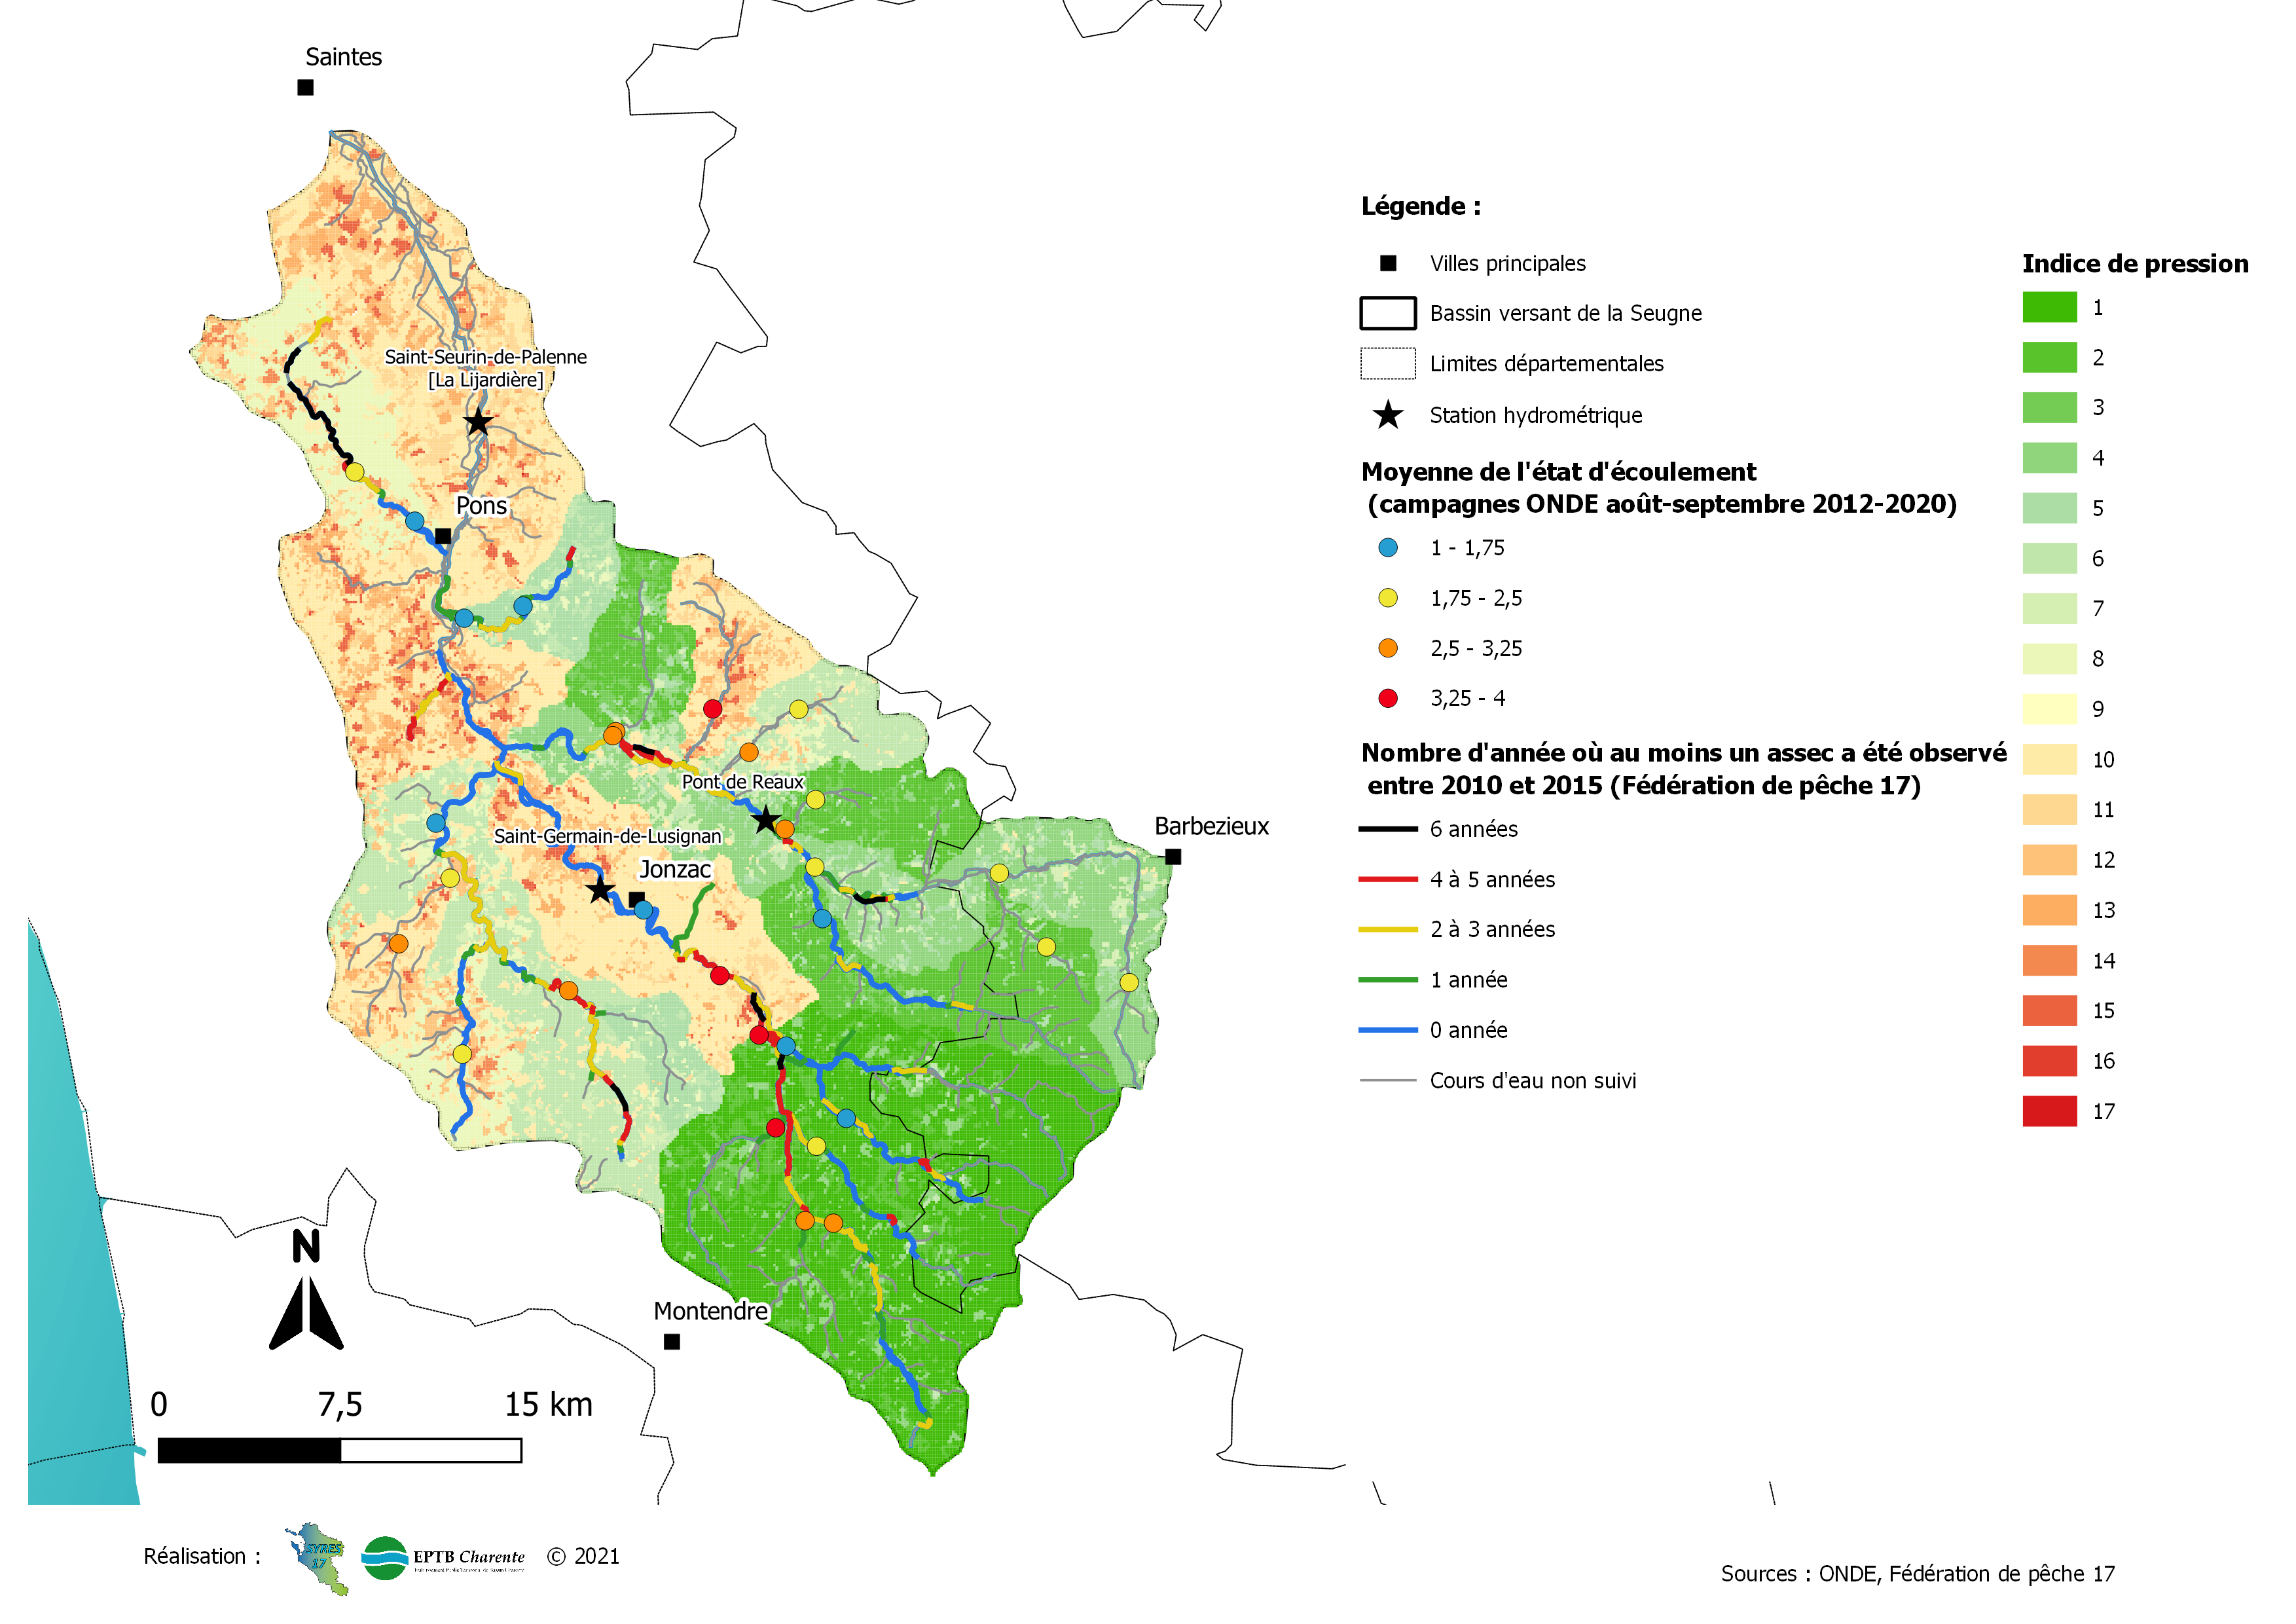 Saintes
Saint-Seurin-de-Palenne
[La Lijardière]
Pons
Pont de Reaux
Saint-Germain-de-Lusignan
Jonzac
Barbezieux
Montendre
N
0 7,5 15 km
Légende :
Villes principales
Bassin versant de la Seugne
Limites départementales
Station hydrométrique
Moyenne de l'état d'écoulement
(campagnes ONDE août-septembre 2012-2020)
1 - 1,75
1,75 - 2,5
2,5 - 3,25
3,25 - 4
Nombre d'année où au moins un assec a été observé
entre 2010 et 2015 (Fédération de pêche 17)
6 années
4 à 5 années
2 à 3 années
1 année
0 année
Cours d'eau non suivi
Indice de pression
1
2
3
4
5
6
7
8
9
10
11
12
13
14
15
16
17
Réalisation :
SYRES
17
EPTB Charente
© 2021
Sources : ONDE, Fédération de pêche 17